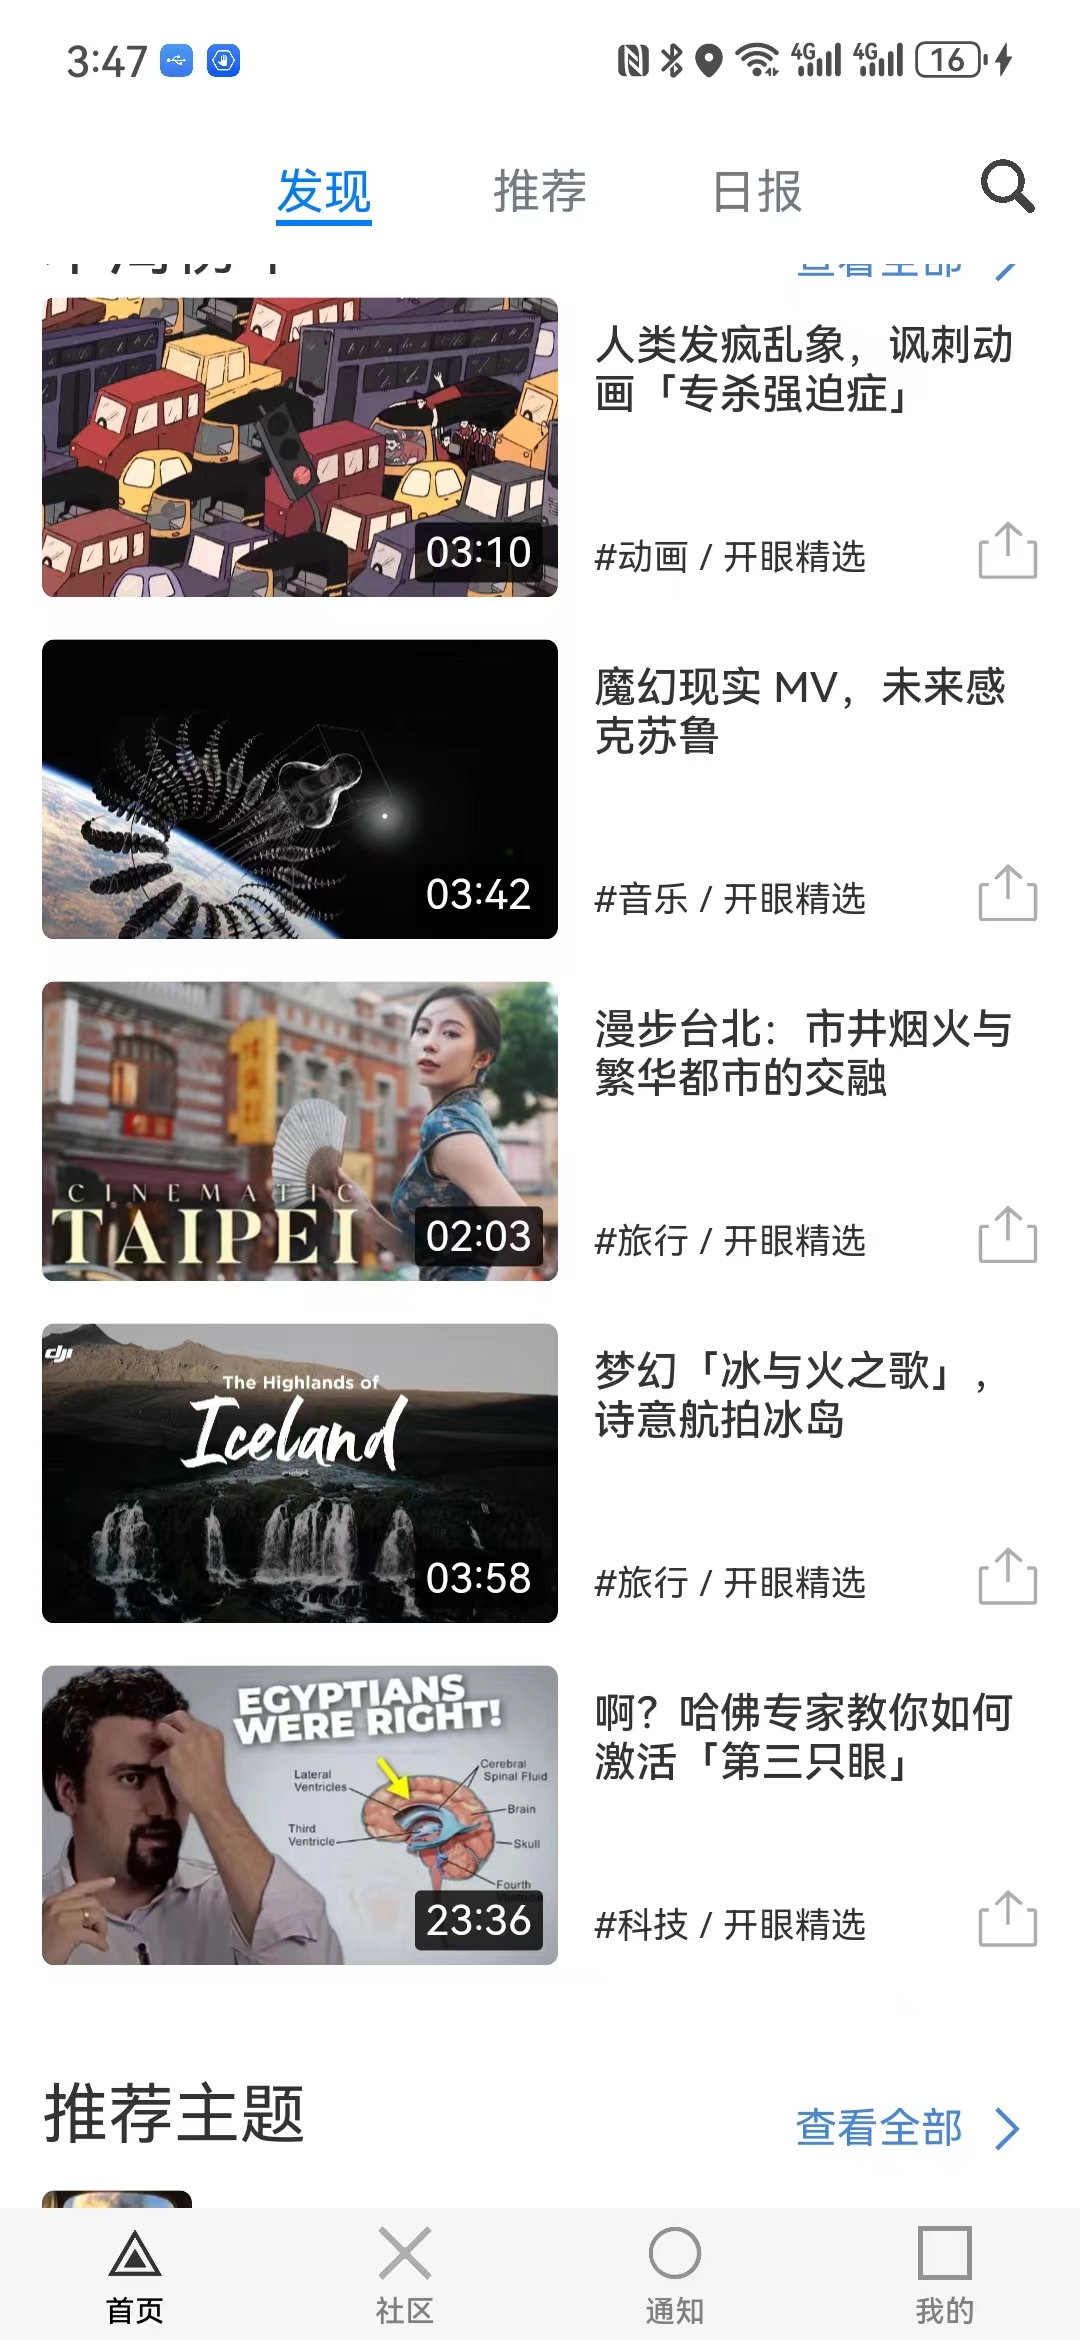 3:47
4G 4G 16
发现 推荐 日报
查看全部
人类发疯乱象，讽刺动
画「专杀强迫症」
03:10
#动画 / 开眼精选
魔幻现实 MV，未来感
克苏鲁
03:42
#音乐 / 开眼精选
漫步台北：市井烟火与
繁华都市的交融
CINEMATIC
TAIPEI
02:03
#旅行 / 开眼精选
dji
The Highlands of
Iceland
梦幻「冰与火之歌」，
诗意航拍冰岛
03:58
#旅行 / 开眼精选
EGYPTIANS
WERE RIGHT!
Lateral
Ventricles
Cerebral
Spinal Fluid
Brain
Third
Ventricle
Skull
Fourth
Ventricle
啊？哈佛专家教你如何
激活「第三只眼」
23:36
#科技 / 开眼精选
推荐主题
查看全部
首页 社区 通知 我的